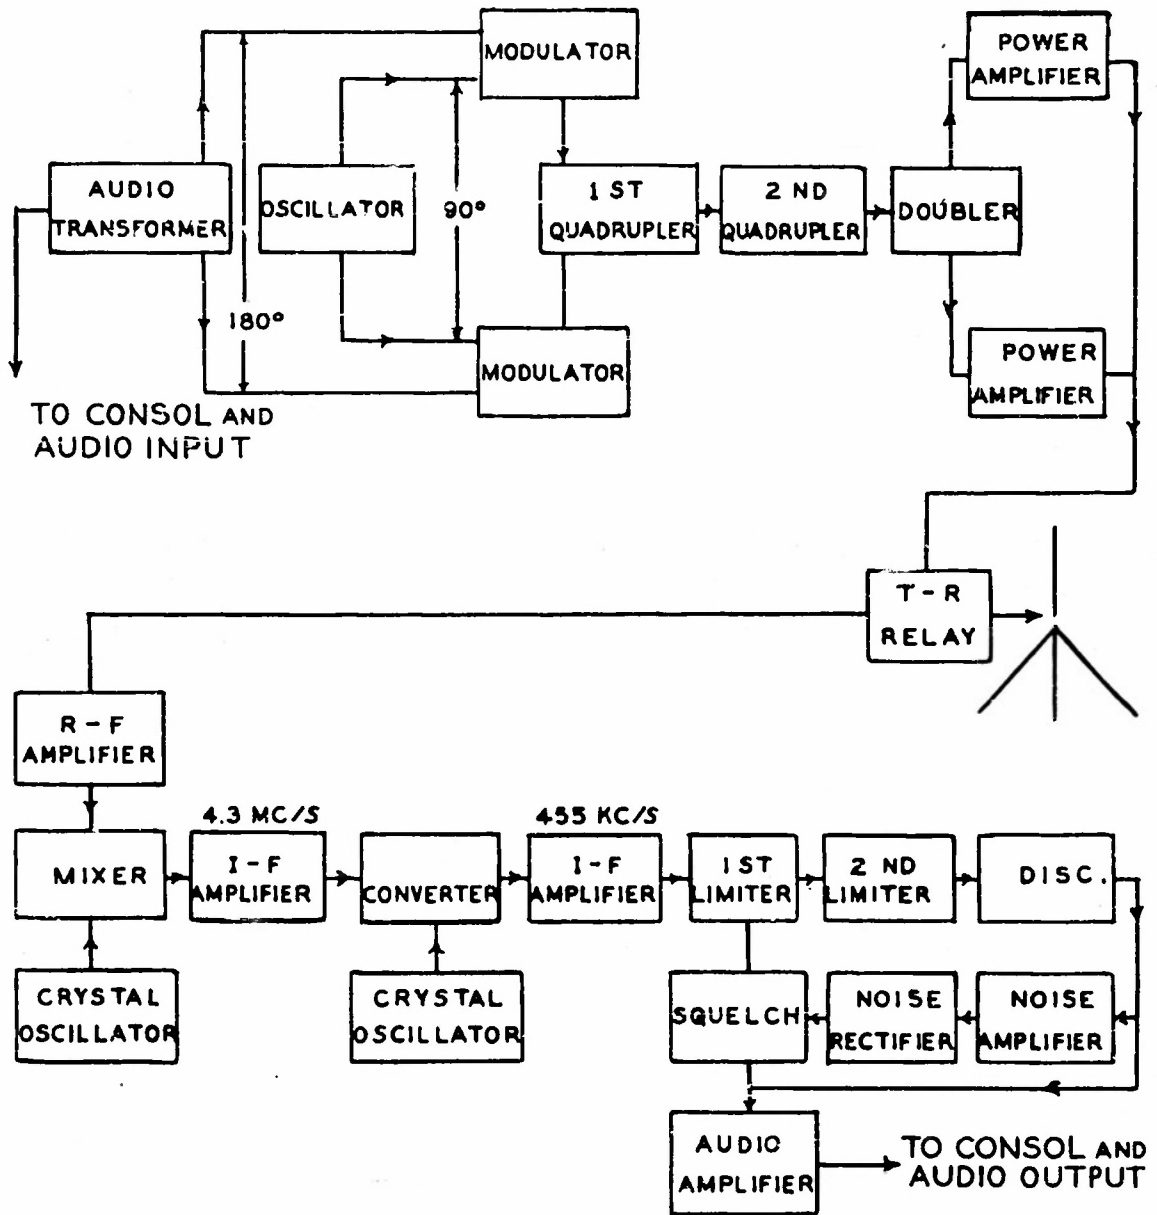 MODULATOR
POWER
AMPLIFIER
AUDIO
TRANSFORMER
OSCILLATOR
90°
1 ST
QUADRUPLER
2 ND
QUADRUPLER
DOUBLER
180°
MODULATOR
POWER
AMPLIFIER
TO CONSOL AND
AUDIO INPUT
T-R
RELAY
R-F
AMPLIFIER
4.3 MC/S
455 KC/S
MIXER
I-F
AMPLIFIER
CONVERTER
I-F
AMPLIFIER
1 ST
LIMITER
2 ND
LIMITER
DISC.
CRYSTAL
OSCILLATOR
CRYSTAL
OSCILLATOR
SQUELCH
NOISE
RECTIFIER
NOISE
AMPLIFIER
AUDIO
AMPLIFIER
TO CONSOL AND
AUDIO OUTPUT